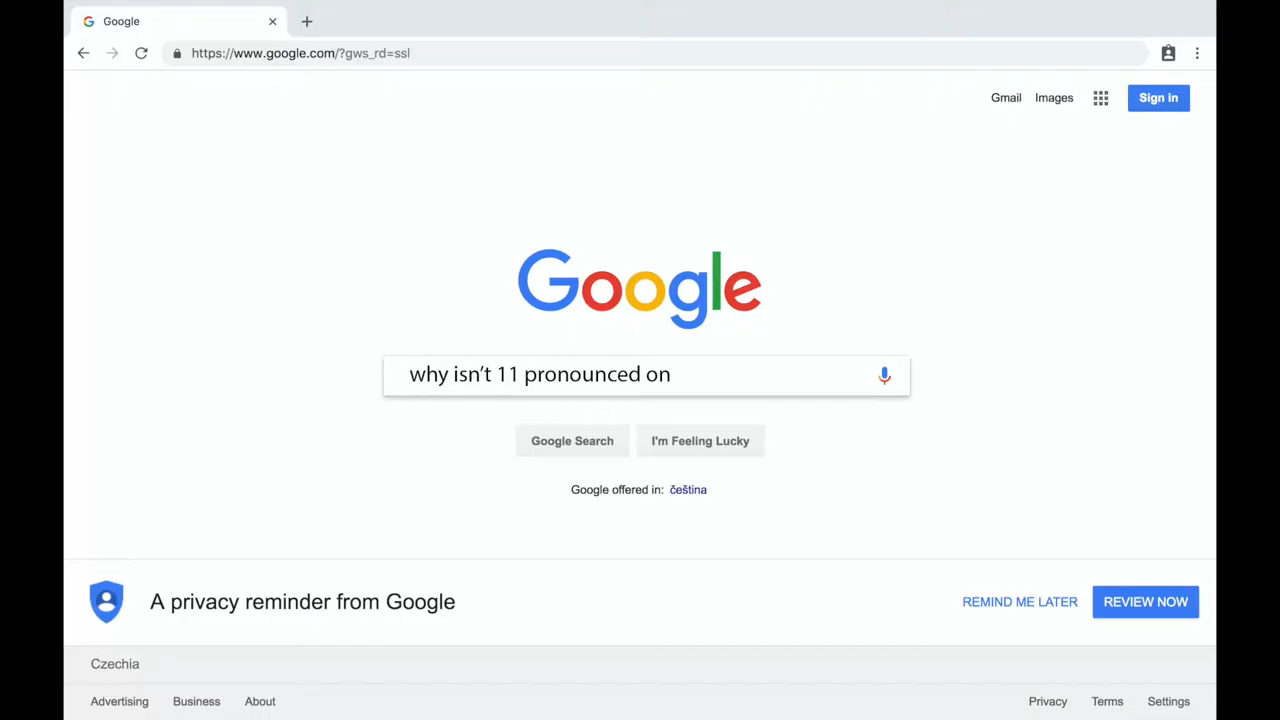 Google
https://www.google.com/?gws_rd=ssl
Gmail Images Sign in
Google
why isn’t 11 pronounced on
Google Search I'm Feeling Lucky
Google offered in: čeština
A privacy reminder from Google REMIND ME LATER REVIEW NOW
Czechia
Advertising Business About Privacy Terms Settings